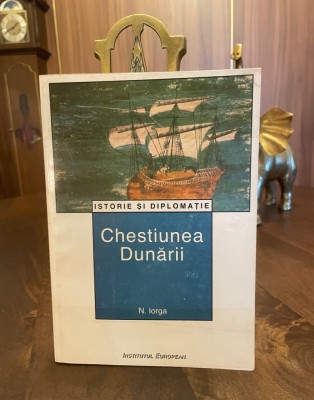 ISTORIE ȘI DIPLOMAȚIE
Chestiunea
Dunării
N. Iorga
INSTITUTUL EUROPEAN